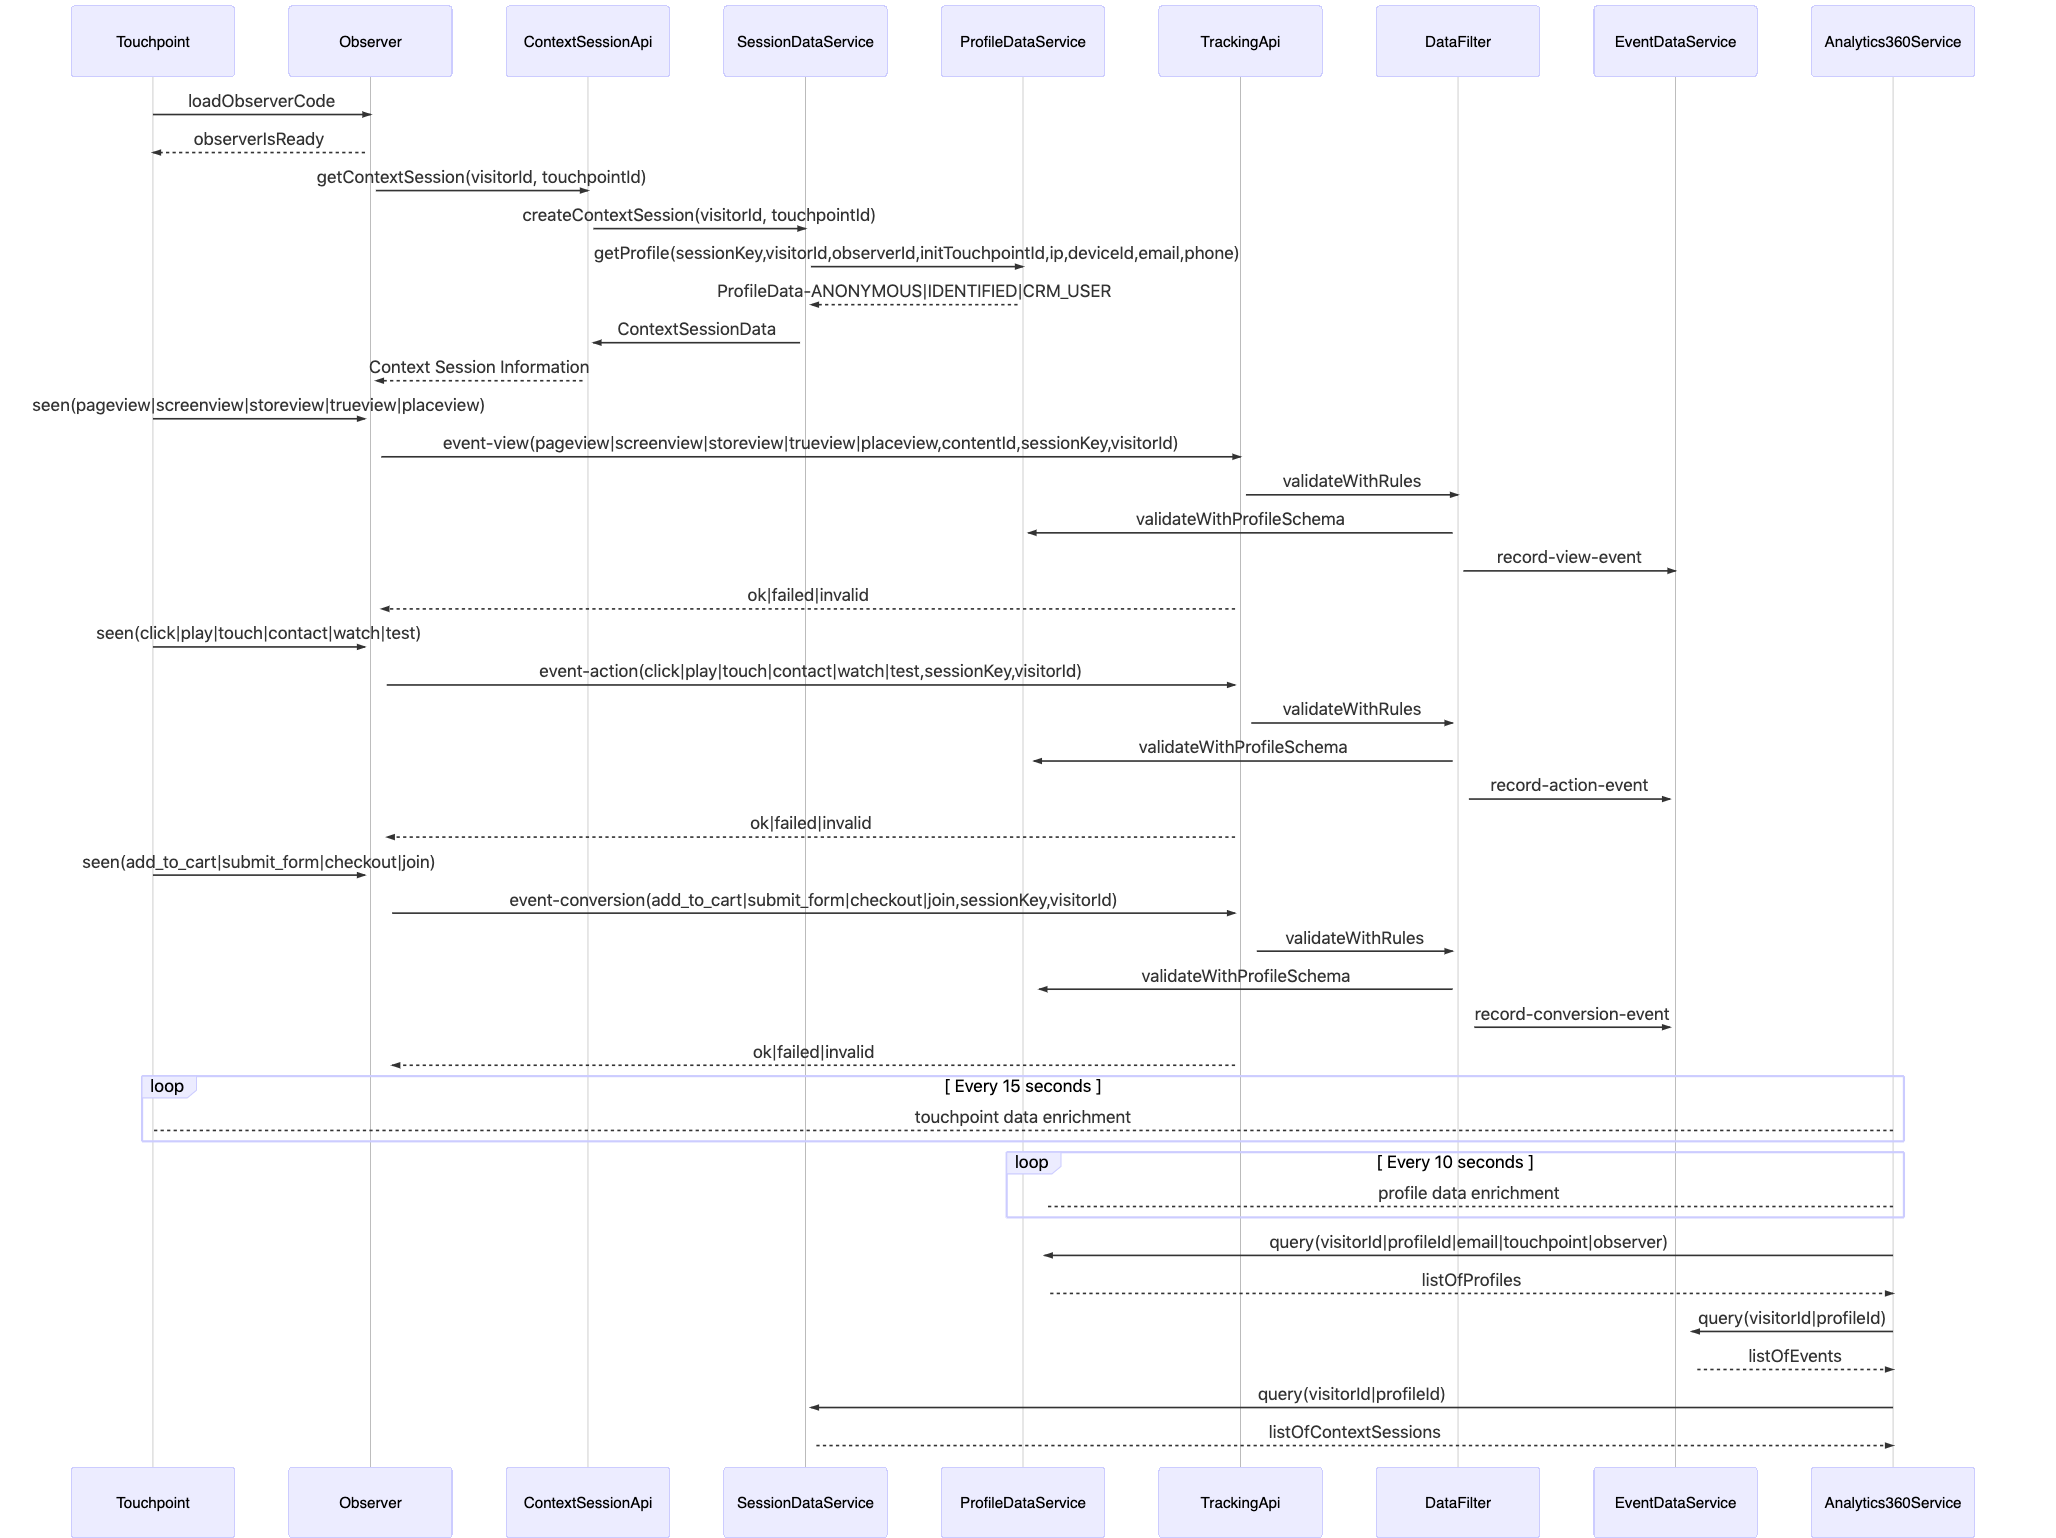 Touchpoint
Observer
ContextSessionApi
SessionDataService
ProfileDataService
TrackingApi
DataFilter
EventDataService
Analytics360Service
loadObserverCode
observerIsReady
getContextSession(visitorId, touchpointId)
createContextSession(visitorId, touchpointId)
getProfile(sessionKey,visitorId,observerId,initTouchpointId,ip,deviceId,email,phone)
ProfileData-ANONYMOUS|IDENTIFIED|CRM_USER
ContextSessionData
Context Session Information
seen(pageview|screenview|storeview|trueview|placeview)
event-view(pageview|screenview|storeview|trueview|placeview,contentId,sessionKey,visitorId)
validateWithRules
validateWithProfileSchema
record-view-event
ok|failed|invalid
seen(click|play|touch|contact|watch|test)
event-action(click|play|touch|contact|watch|test,sessionKey,visitorId)
validateWithRules
validateWithProfileSchema
record-action-event
ok|failed|invalid
seen(add_to_cart|submit_form|checkout|join)
event-conversion(add_to_cart|submit_form|checkout|join,sessionKey,visitorId)
validateWithRules
validateWithProfileSchema
record-conversion-event
ok|failed|invalid
loop
[ Every 15 seconds ]
touchpoint data enrichment
loop
[ Every 10 seconds ]
profile data enrichment
query(visitorId|profileId|email|touchpoint|observer)
listOfProfiles
query(visitorId|profileId)
listOfEvents
query(visitorId|profileId)
listOfContextSessions
Touchpoint
Observer
ContextSessionApi
SessionDataService
ProfileDataService
TrackingApi
DataFilter
EventDataService
Analytics360Service